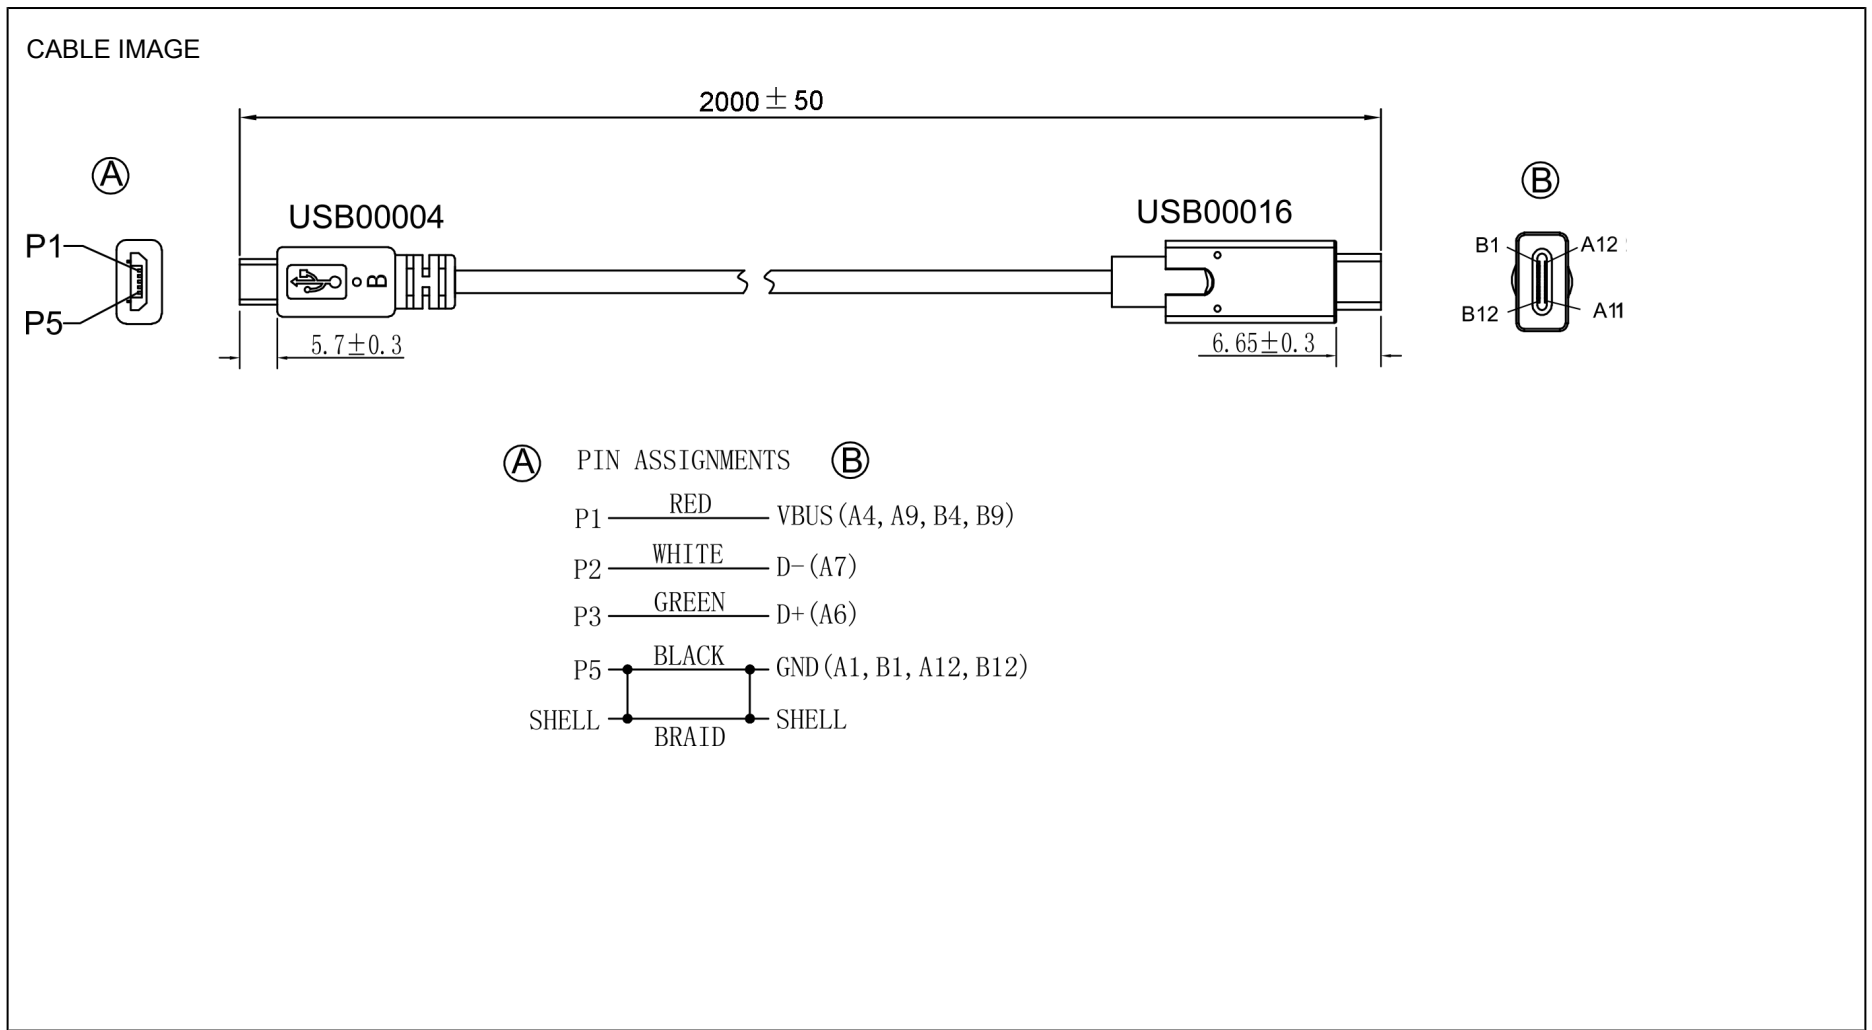 CABLE IMAGE
2000±50
A
B
USB00004
USB00016
P1
P5
B
B1
A12
B12
A11
5.7±0.3
6.65±0.3
A PIN ASSIGNMENTS B
P1 RED VBUS(A4, A9, B4, B9)
P2 WHITE D-(A7)
P3 GREEN D+(A6)
P5 BLACK GND(A1, B1, A12, B12)
SHELL BRAID SHELL